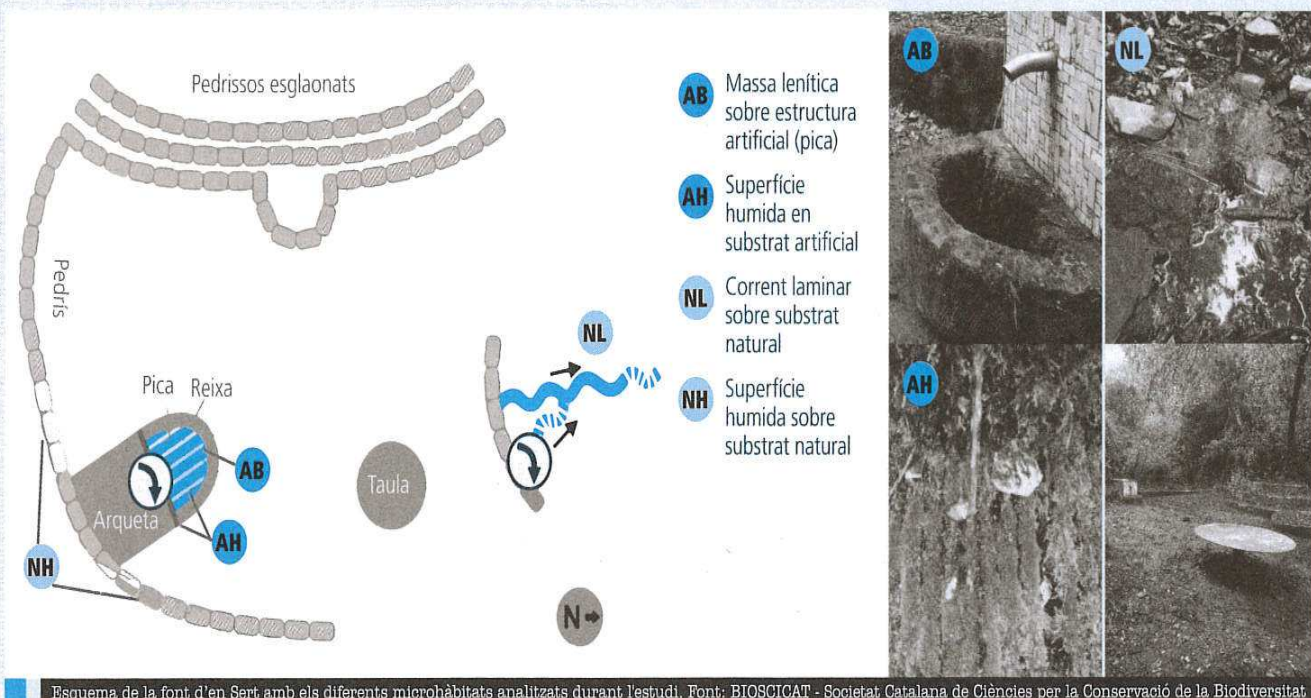 Pedrissos esglaonats
Pedrís
Pica
Reixa
AB
Arqueta
AH
NH
Taula
NL
N
AB
Massa lenítica
sobre estructura
artificial (pica)
AH
Superfície
humida en
substrat artificial
NL
Corrent laminar
sobre substrat
natural
NH
Superfície
humida sobre
substrat natural
AB
NL
AH
Esquema de la font d'en Sert amb els diferents microhàbitats analitzats durant l'estudi. Font: BIOSCICAT - Societat Catalana de Ciències per la Conservació de la Biodiversitat